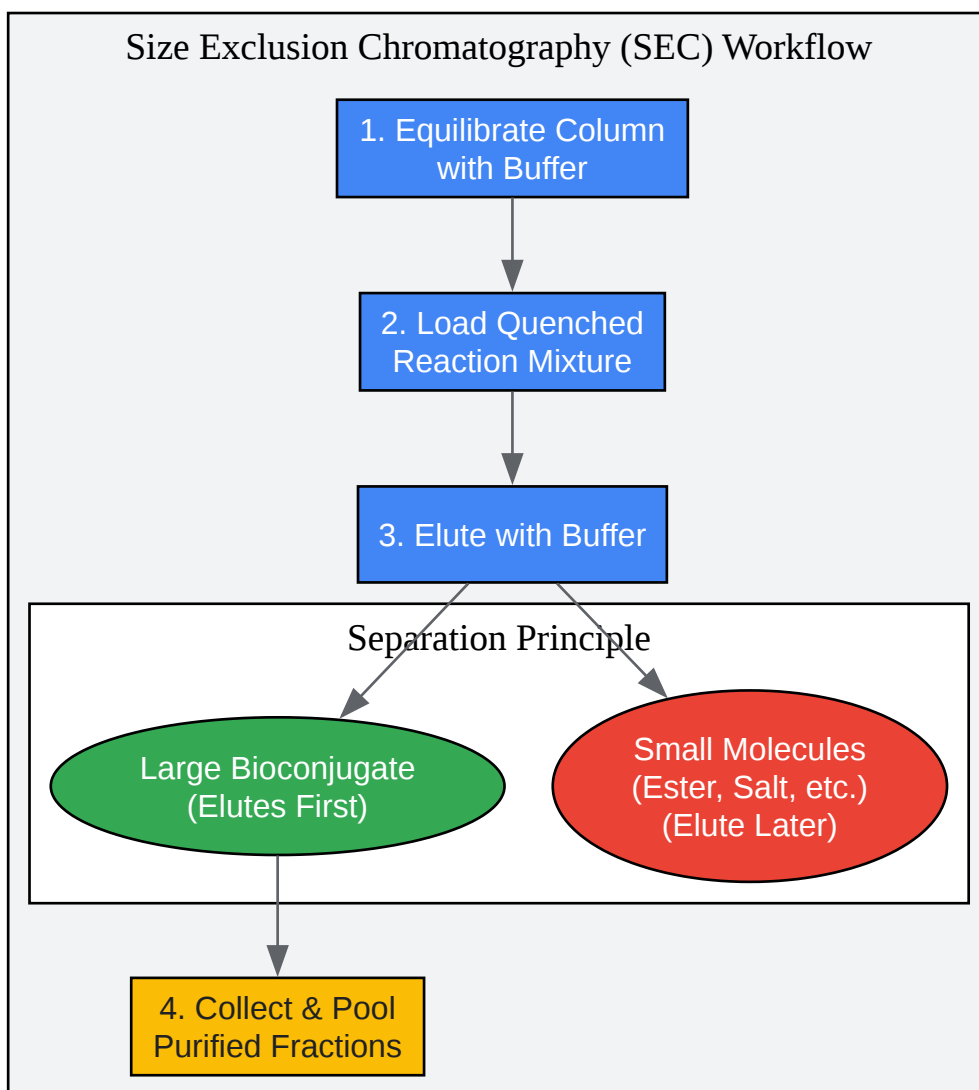 Size Exclusion Chromatography (SEC) Workflow
1. Equilibrate Column
with Buffer
2. Load Quenched
Reaction Mixture
3. Elute with Buffer
Separation Principle
Large Bioconjugate
(Elutes First)
Small Molecules
(Ester, Salt, etc.)
(Elute Later)
4. Collect & Pool
Purified Fractions